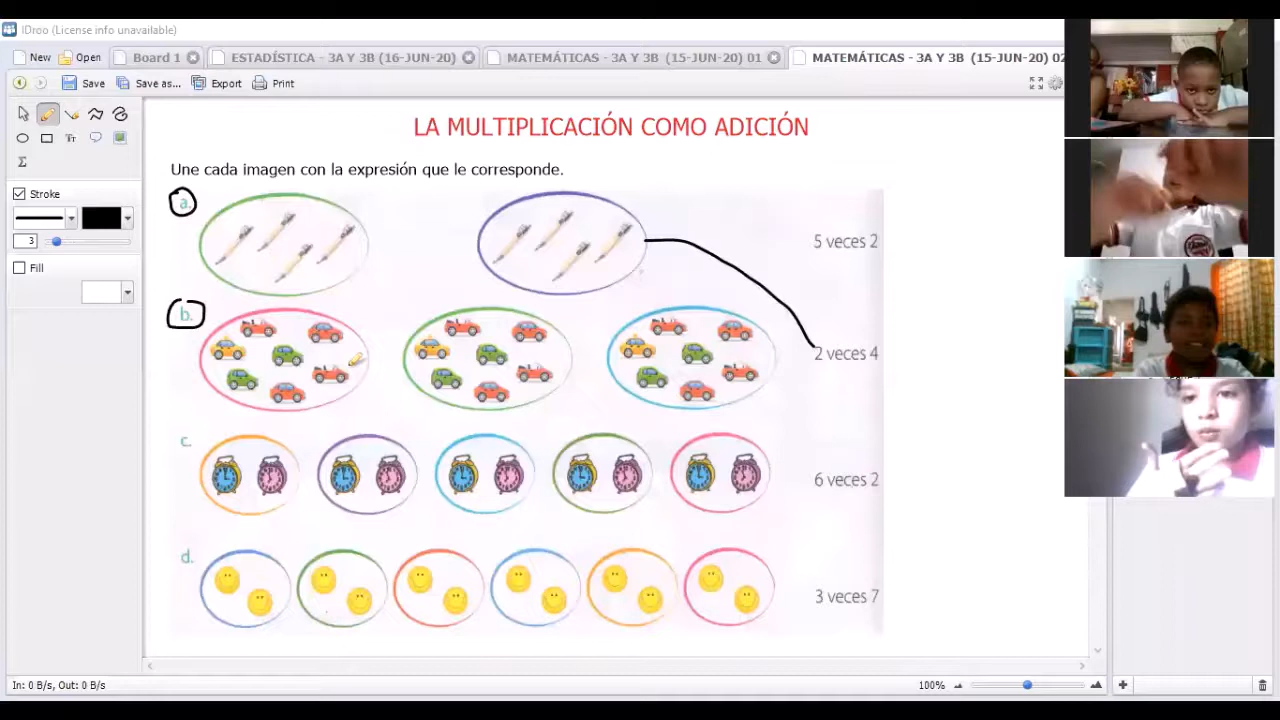 iDroo (License info unavailable)
New Open Board 1 ESTADÍSTICA - 3A Y 3B (16-JUN-20) MATEMÁTICAS - 3A Y 3B (15-JUN-20) 01 MATEMÁTICAS - 3A Y 3B (15-JUN-20) 02
Save Save as... Export Print
LA MULTIPLICACIÓN COMO ADICIÓN
Une cada imagen con la expresión que le corresponde.
Stroke
3
Fill
a.
5 veces 2
b.
2 veces 4
c.
6 veces 2
d.
3 veces 7
In: 0 B/s, Out: 0 B/s
100%